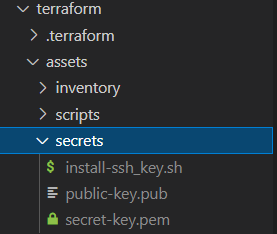 terraform
.terraform
assets
inventory
scripts
secrets
$ install-ssh_key.sh
public-key.pub
secret-key.pem